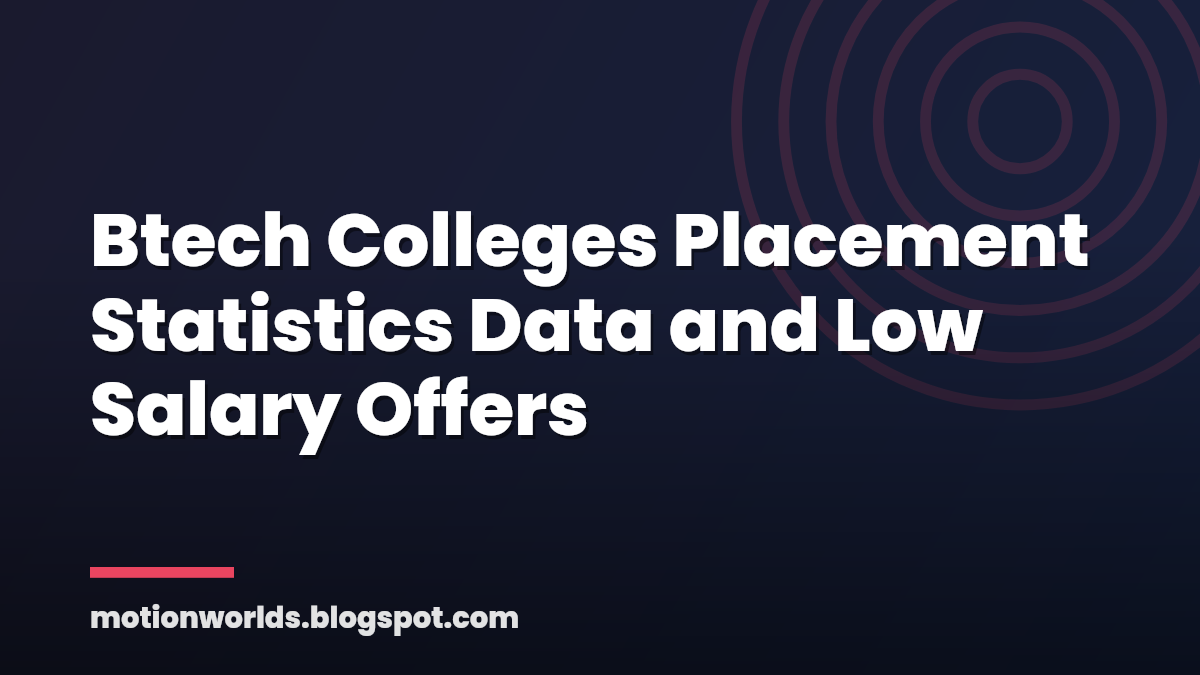 Btech Colleges Placement
Statistics Data and Low
Salary Offers
motionworlds.blogspot.com